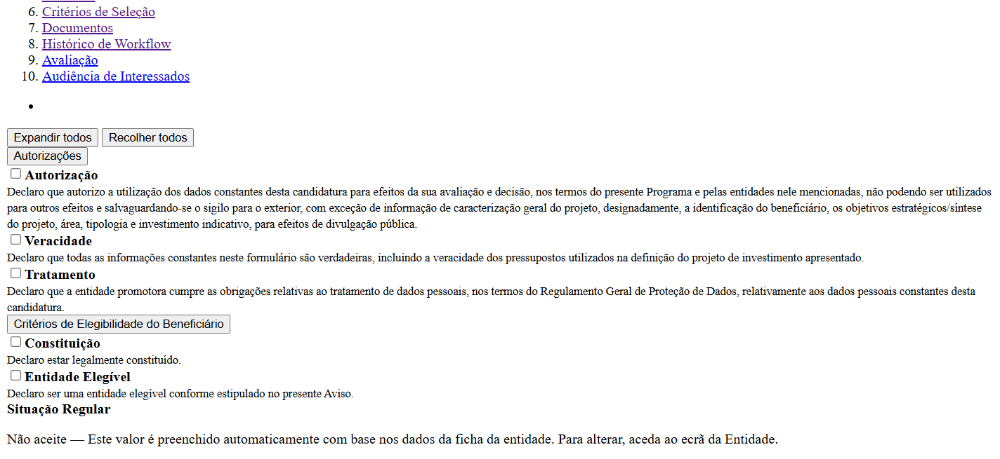 6. Critérios de Seleção
7. Documentos
8. Histórico de Workflow
9. Avaliação
10. Audiência de Interessados
Expandir todos Recolher todos
Autorizações
Autorização
Declaro que autorizo a utilização dos dados constantes desta candidatura para efeitos da sua avaliação e decisão, nos termos do presente Programa e pelas entidades nele mencionadas, não podendo ser utilizados
para outros efeitos e salvaguardando-se o sigilo para o exterior, com exceção de informação de caracterização geral do projeto, designadamente, a identificação do beneficiário, os objetivos estratégicos/síntese
do projeto, área, tipologia e investimento indicativo, para efeitos de divulgação pública.
Veracidade
Declaro que todas as informações constantes neste formulário são verdadeiras, incluindo a veracidade dos pressupostos utilizados na definição do projeto de investimento apresentado.
Tratamento
Declaro que a entidade promotora cumpre as obrigações relativas ao tratamento de dados pessoais, nos termos do Regulamento Geral de Proteção de Dados, relativamente aos dados pessoais constantes desta
candidatura.
Critérios de Elegibilidade do Beneficiário
Constituição
Declaro estar legalmente constituído.
Entidade Elegível
Declaro ser uma entidade elegível conforme estipulado no presente Aviso.
Situação Regular
Não aceite — Este valor é preenchido automaticamente com base nos dados da ficha da entidade. Para alterar, aceda ao ecrã da Entidade.